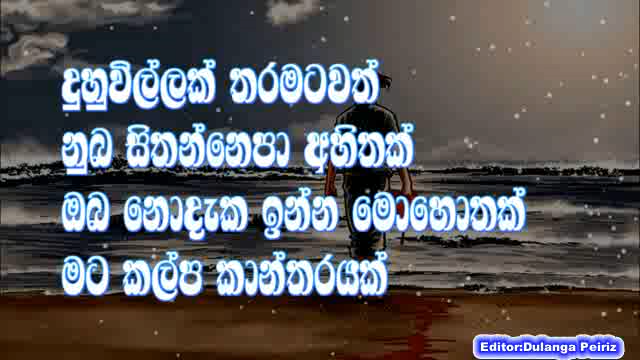 දුහුවිල්ලක් තරමටවත්
නුඹ සිතන්නෙපා අහිතක්
ඔබ නොදැක ඉන්න මොහොතක්
මට කල්ප කාන්තරයක්
Editor:Dulanga Peiriz